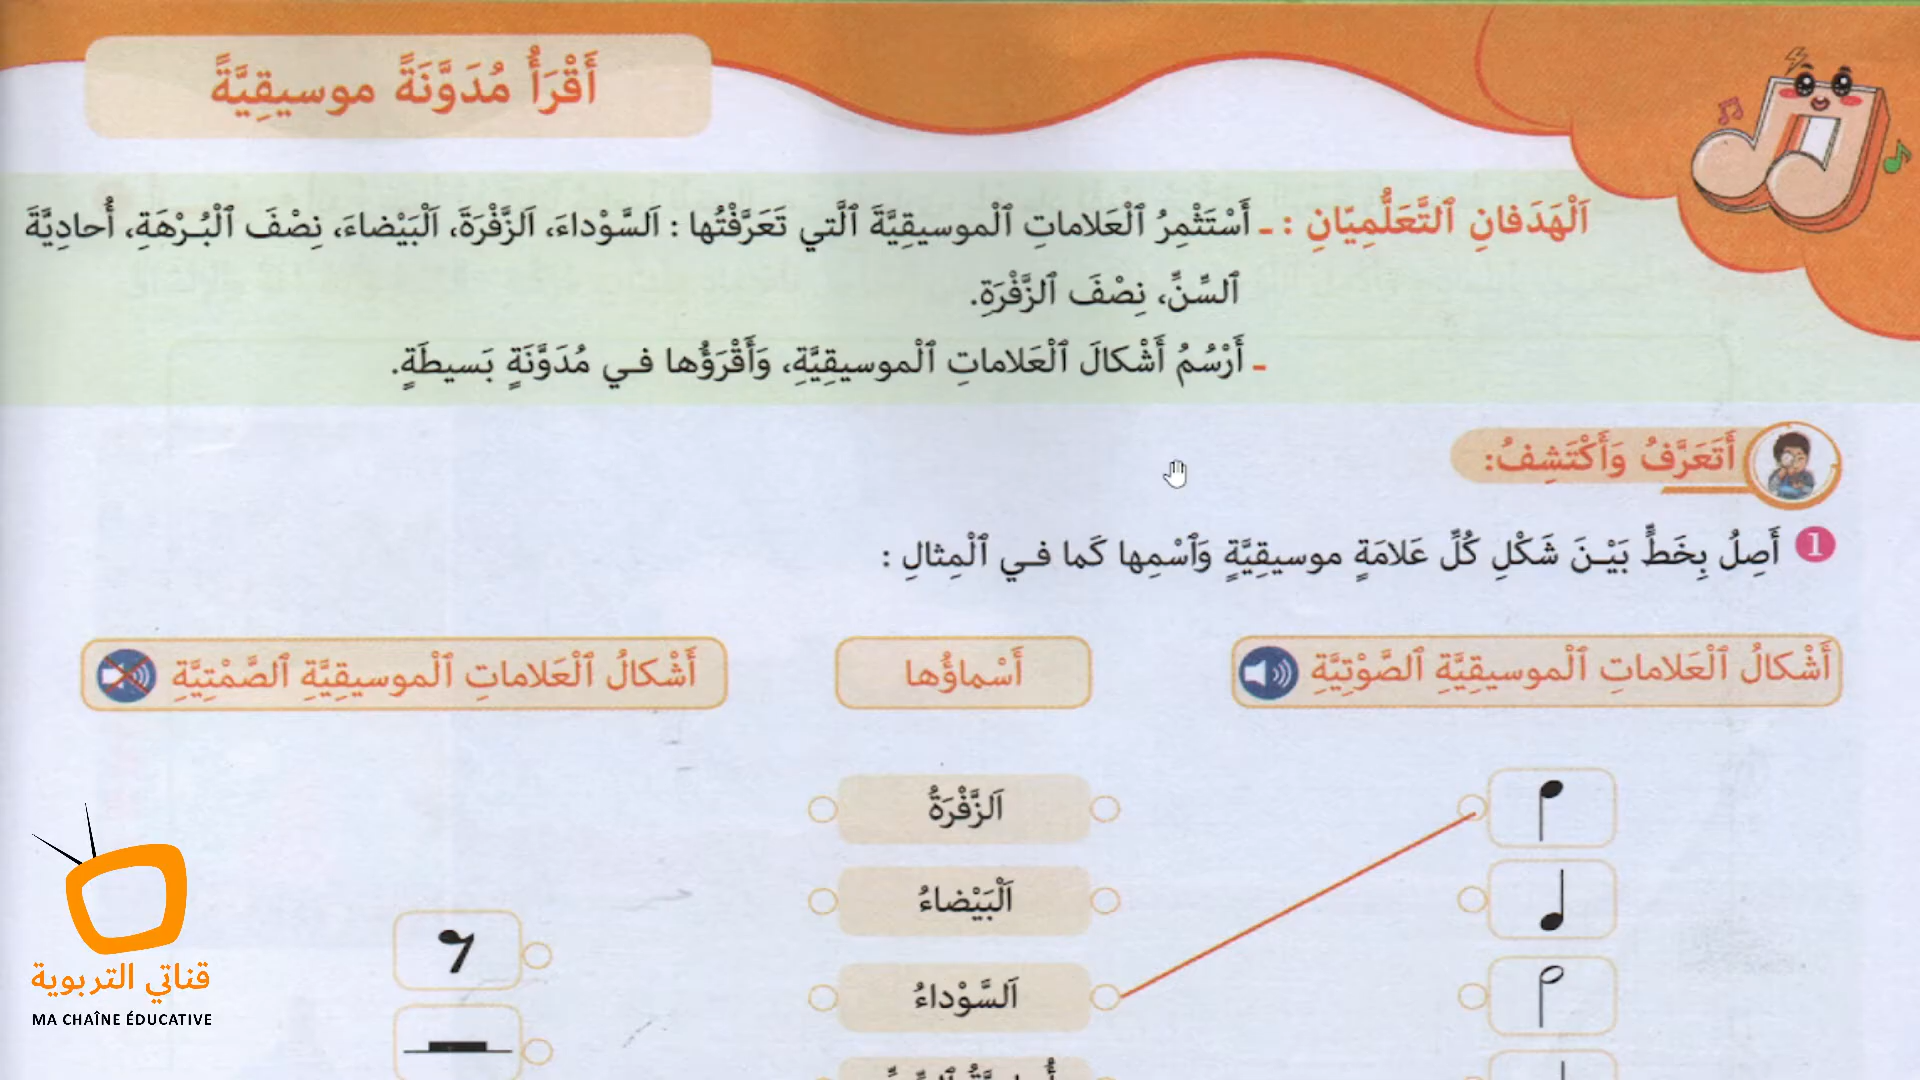 أَقْرَأُ مُدَوَّنَةً موسيقِيَّةً
اَلْهَدَفانِ ٱلتَّعَلُّمِيّانِ : ـ أَسْتَثْمِرُ ٱلْعَلاماتِ ٱلْموسيقِيَّةَ ٱلَّتي تَعَرَّفْتُها : اَلسَّوْداءَ، اَلزَّفْرَةَ، اَلْبَيْضاءَ، نِصْفَ ٱلْبُـرْهَةِ، أُحادِيَّةَ
ٱلسِّنِّ، نِصْفَ ٱلزَّفْرَةِ.
ـ أَرْسُمُ أَشْكالَ ٱلْعَلاماتِ ٱلْموسيقِيَّةِ، وَأَقْرَؤُها فـي مُدَوَّنَةٍ بَسيطَةٍ.
أَتَعَرَّفُ وَأَكْتَشِفُ:
1 أَصِلُ بِخَطٍّ بَيْـنَ شَكْلِ كُلِّ عَلامَةٍ موسيقِيَّةٍ وَٱسْمِها كَما فـي ٱلْمِثالِ :
أَشْكالُ ٱلْعَلاماتِ ٱلْموسيقِيَّةِ ٱلصَّوْتِيَّةِ
أَسْماؤُها
أَشْكالُ ٱلْعَلاماتِ ٱلْموسيقِيَّةِ ٱلصَّمْتِيَّةِ
اَلزَّفْرَةُ
اَلْبَيْضاءُ
اَلسَّوْداءُ
قناتي التربوية
MA CHAÎNE ÉDUCATIVE